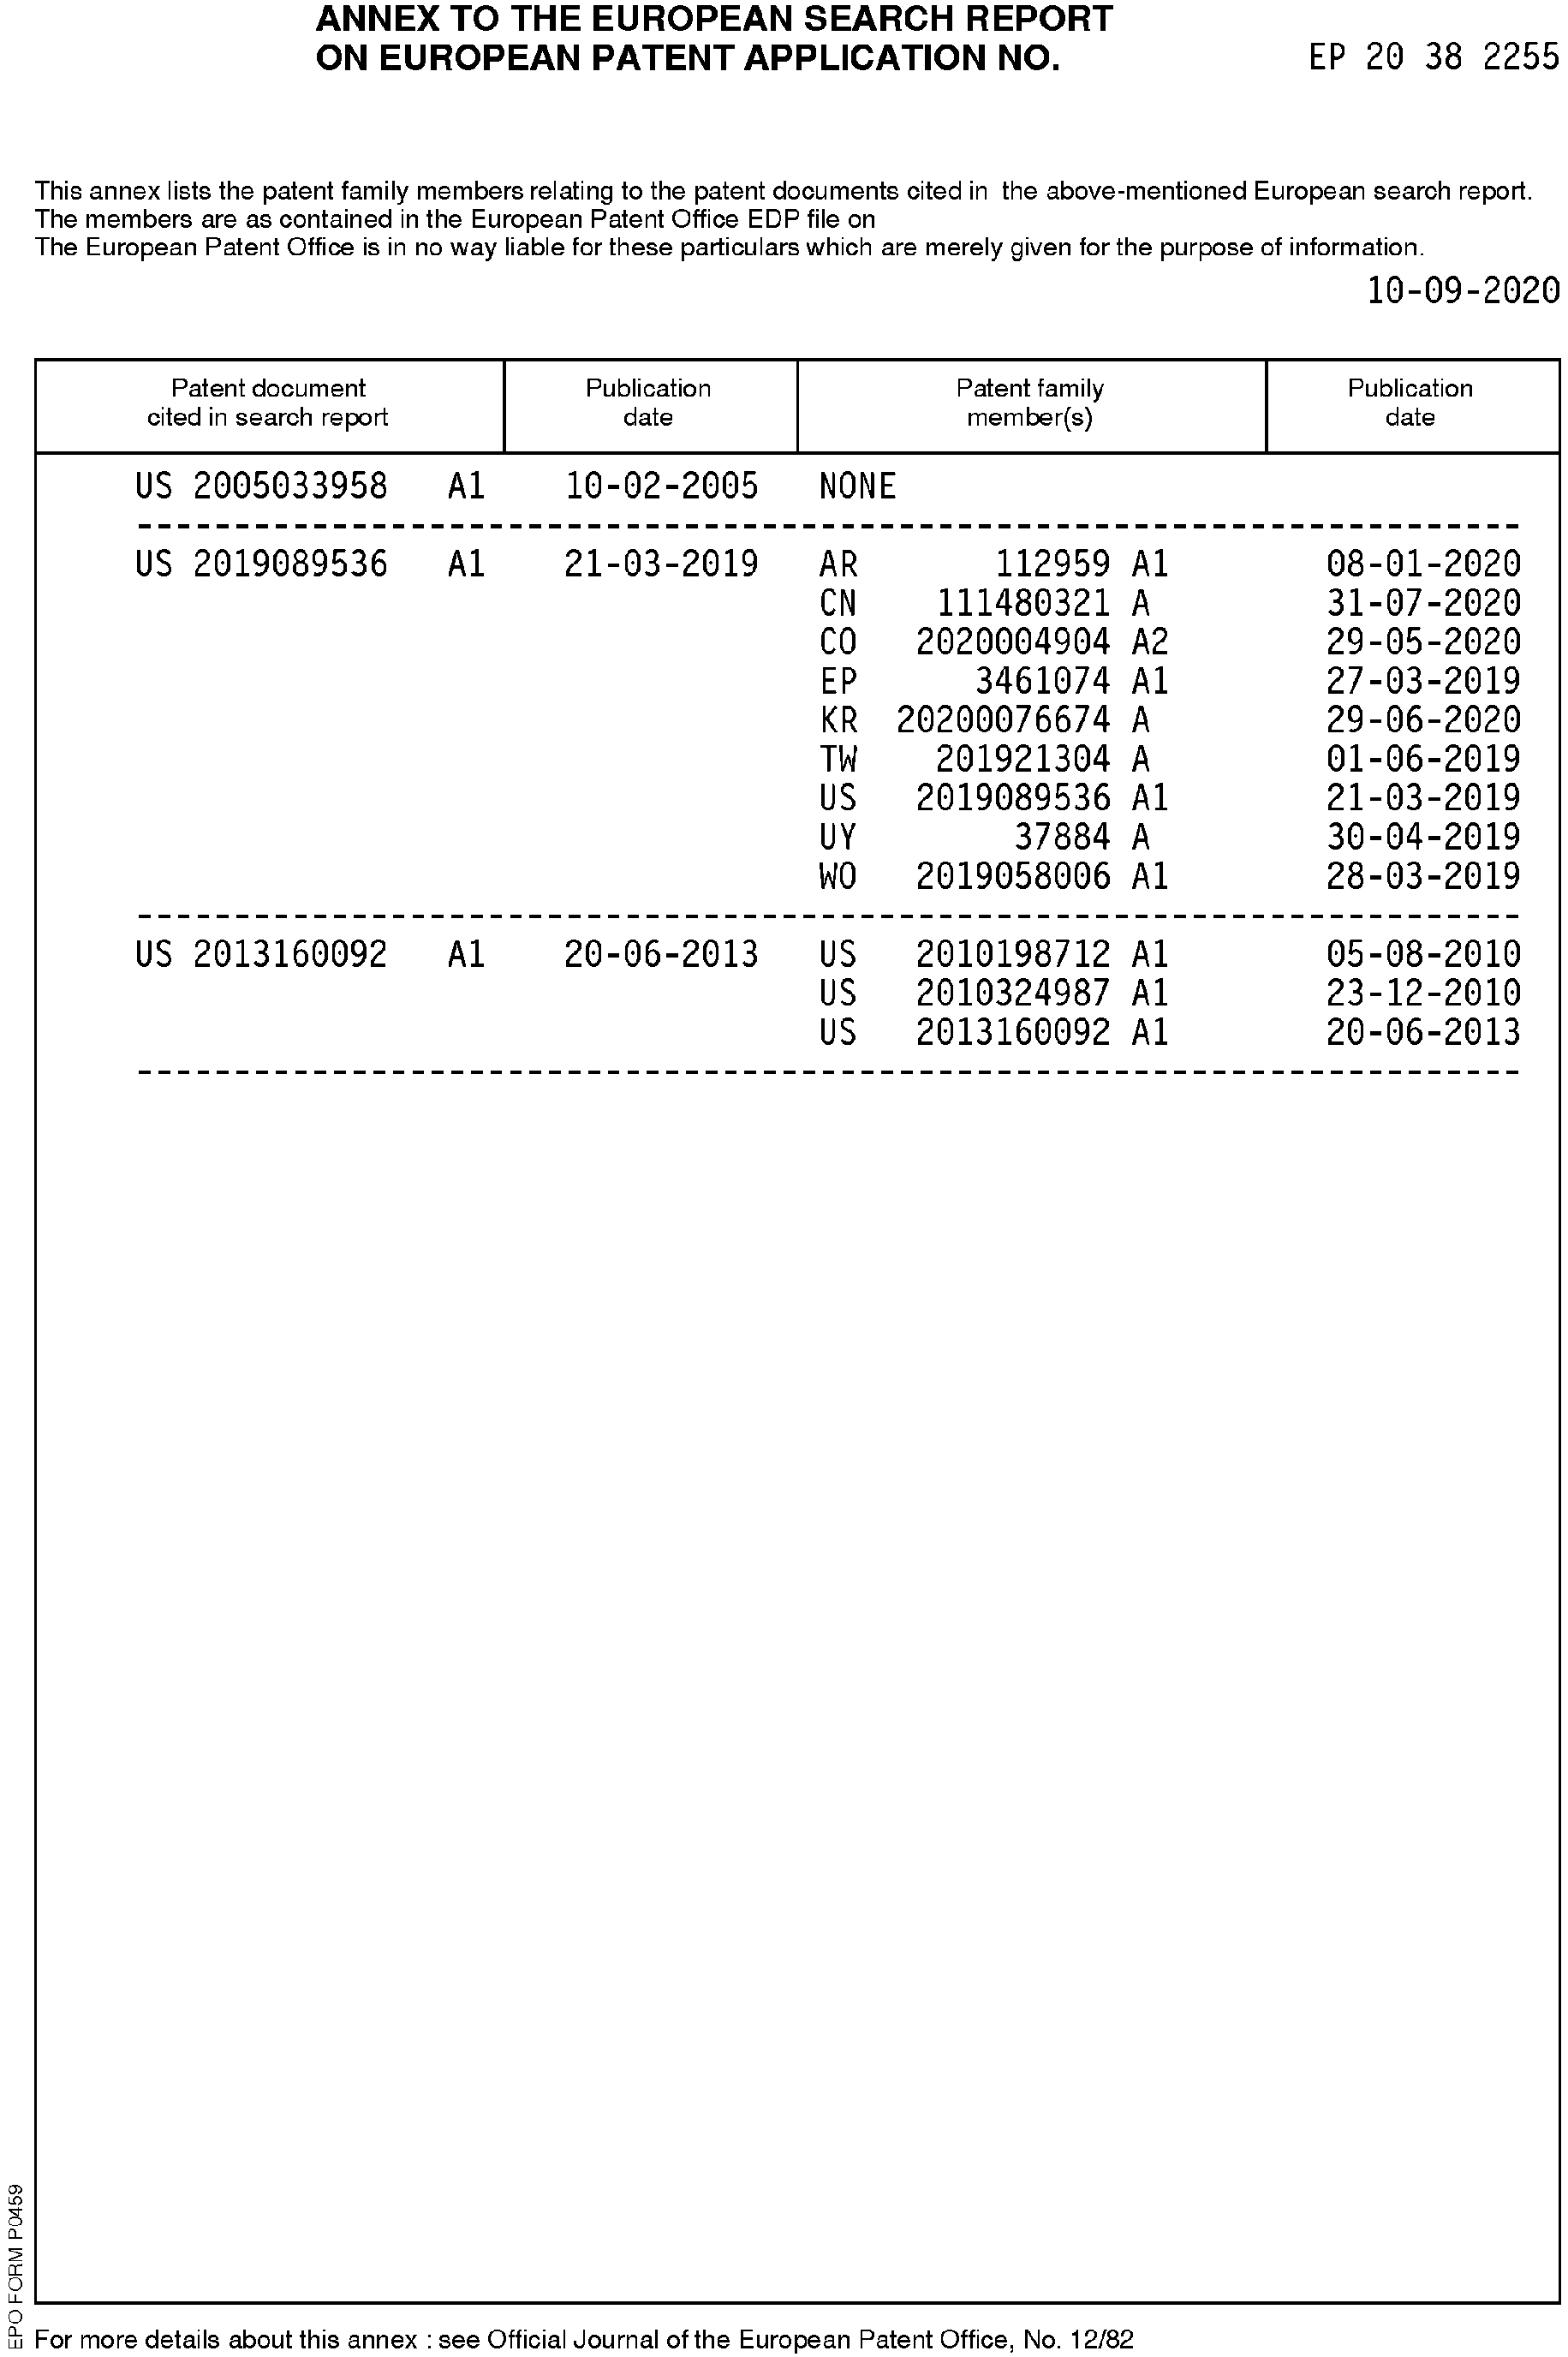 ANNEX TO THE EUROPEAN SEARCH REPORT
ON EUROPEAN PATENT APPLICATION NO. EP 20 38 2255
This annex lists the patent family members relating to the patent documents cited in the above-mentioned European search report.
The members are as contained in the European Patent Office EDP file on
The European Patent Office is in no way liable for these particulars which are merely given for the purpose of information.
10-09-2020
Patent document cited in search report Publication date Patent family member(s) Publication date
US 2005033958 A1 10-02-2005 NONE
US 2019089536 A1 21-03-2019 AR 112959 A1 08-01-2020
CN 111480321 A 31-07-2020
CO 2020004904 A2 29-05-2020
EP 3461074 A1 27-03-2019
KR 20200076674 A 29-06-2020
TW 201921304 A 01-06-2019
US 2019089536 A1 21-03-2019
UY 37884 A 30-04-2019
WO 2019058006 A1 28-03-2019
US 2013160092 A1 20-06-2013 US 2010198712 A1 05-08-2010
US 2010324987 A1 23-12-2010
US 2013160092 A1 20-06-2013
EPO FORM P0459
For more details about this annex : see Official Journal of the European Patent Office, No. 12/82